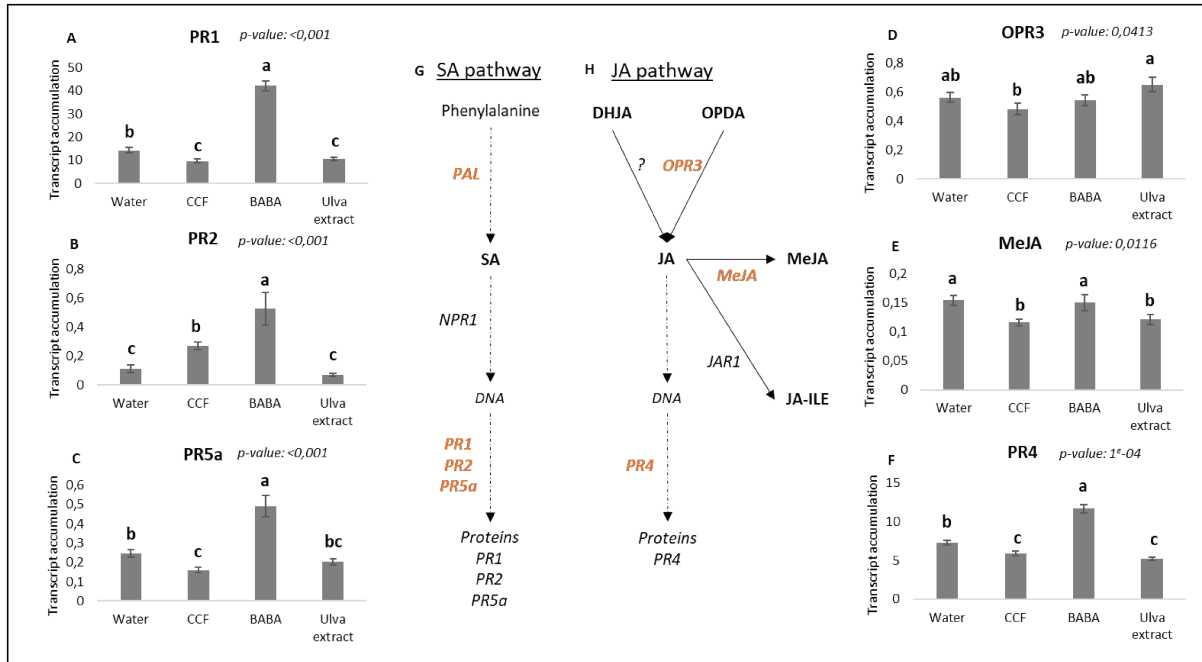 A
PR1
p-value: <0,001
Transcript accumulation
50
40
30
20
10
0
b
c
a
c
Water
CCF
BABA
Ulva
extract
B
PR2
p-value: <0,001
Transcript accumulation
0,8
0,6
0,4
0,2
0
c
b
a
c
Water
CCF
BABA
Ulva
extract
C
PR5a
p-value: <0,001
Transcript accumulation
0,6
0,5
0,4
0,3
0,2
0,1
0
b
c
a
bc
Water
CCF
BABA
Ulva
extract
G
SA pathway
Phenylalanine
PAL
SA
NPR1
DNA
PR1
PR2
PR5a
Proteins
PR1
PR2
PR5a
H
JA pathway
DHJA
OPDA
?
OPR3
JA
MeJA
MeJA
JAR1
DNA
JA-ILE
PR4
Proteins
PR4
D
OPR3
p-value: 0,0413
Transcript accumulation
0,8
0,6
0,4
0,2
0
ab
b
ab
a
Water
CCF
BABA
Ulva
extract
E
MeJA
p-value: 0,0116
Transcript accumulation
0,2
0,15
0,1
0,05
0
a
b
a
b
Water
CCF
BABA
Ulva
extract
F
PR4
p-value: 1e-04
Transcript accumulation
15
10
5
0
b
c
a
c
Water
CCF
BABA
Ulva
extract